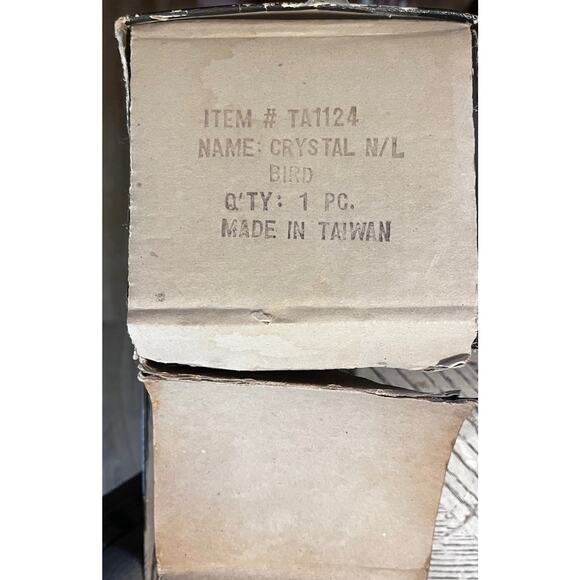 ITEM # TA1124
NAME: CRYSTAL N/L
BIRD
Q'TY: 1 PC.
MADE IN TAIWAN